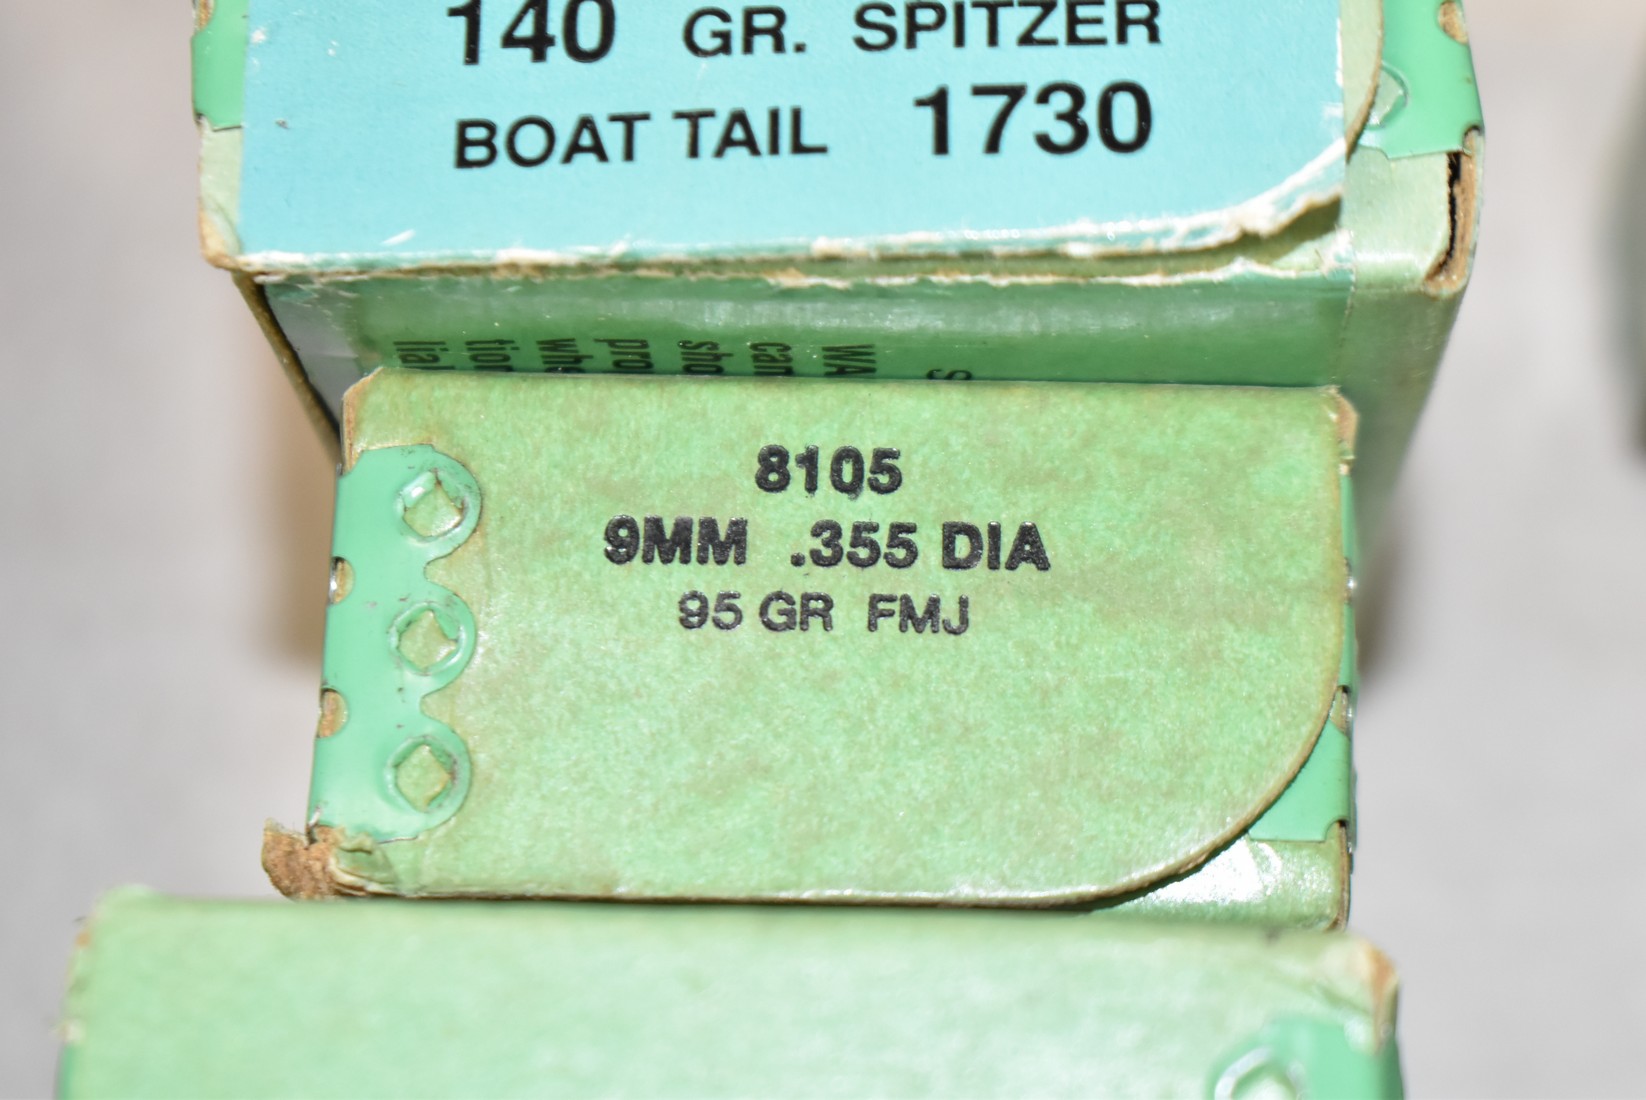 140 GR. SPITZER
BOAT TAIL 1730
8105
9MM .355 DIA
95 GR FMJ